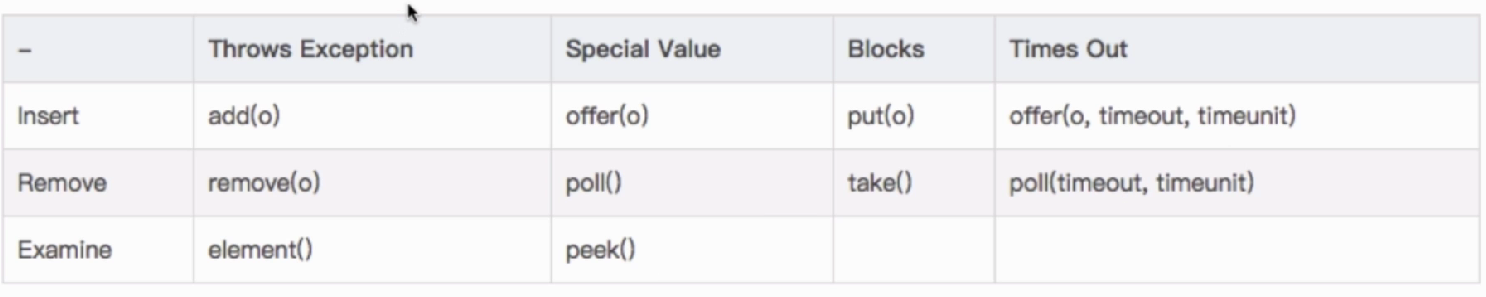 – Throws Exception Special Value Blocks Times Out
Insert add(o) offer(o) put(o) offer(o, timeout, timeunit)
Remove remove(o) poll() take() poll(timeout, timeunit)
Examine element() peek()